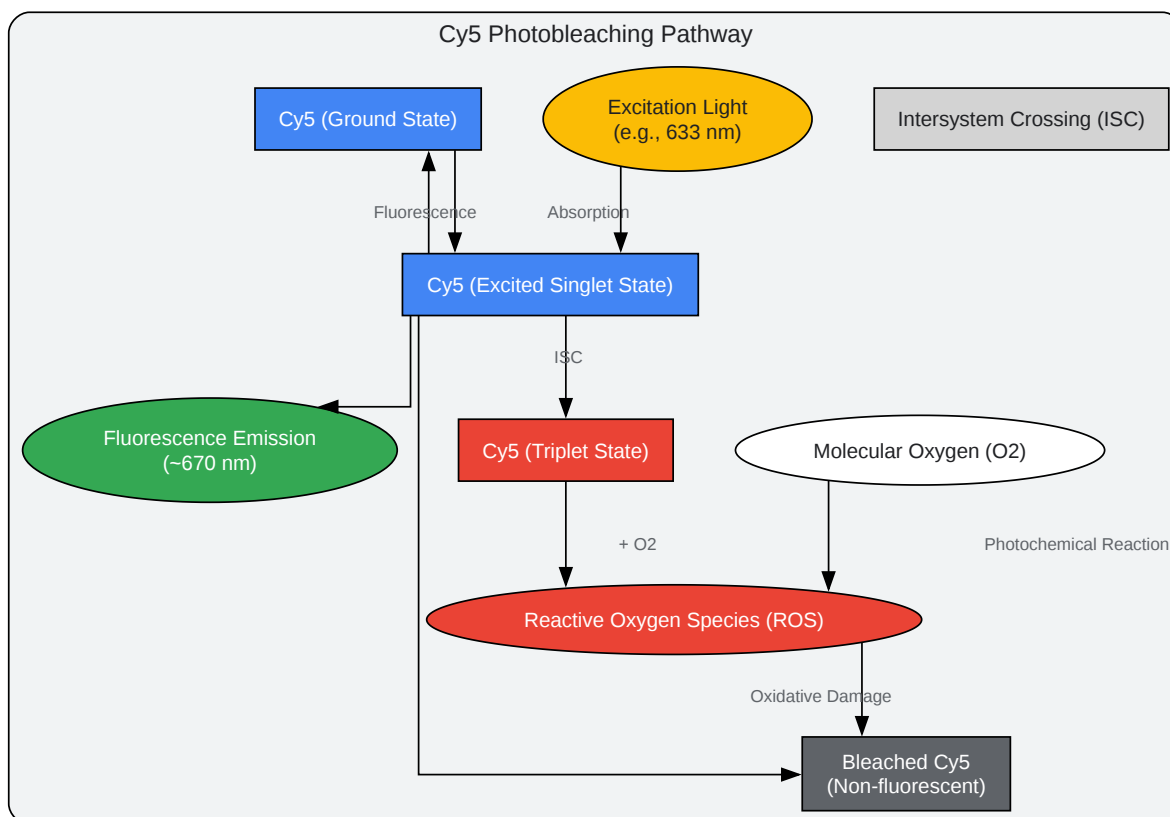 Cy5 Photobleaching Pathway
Cy5 (Ground State)
Excitation Light
(e.g., 633 nm)
Intersystem Crossing (ISC)
Fluorescence
Absorption
Cy5 (Excited Singlet State)
ISC
Fluorescence Emission
(~670 nm)
Cy5 (Triplet State)
Molecular Oxygen (O2)
+ O2
Photochemical Reaction
Reactive Oxygen Species (ROS)
Oxidative Damage
Bleached Cy5
(Non-fluorescent)